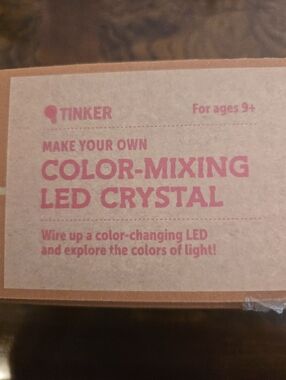 TINKER
For ages 9+
MAKE YOUR OWN
COLOR-MIXING
LED CRYSTAL
Wire up a color-changing LED
and explore the colors of light!